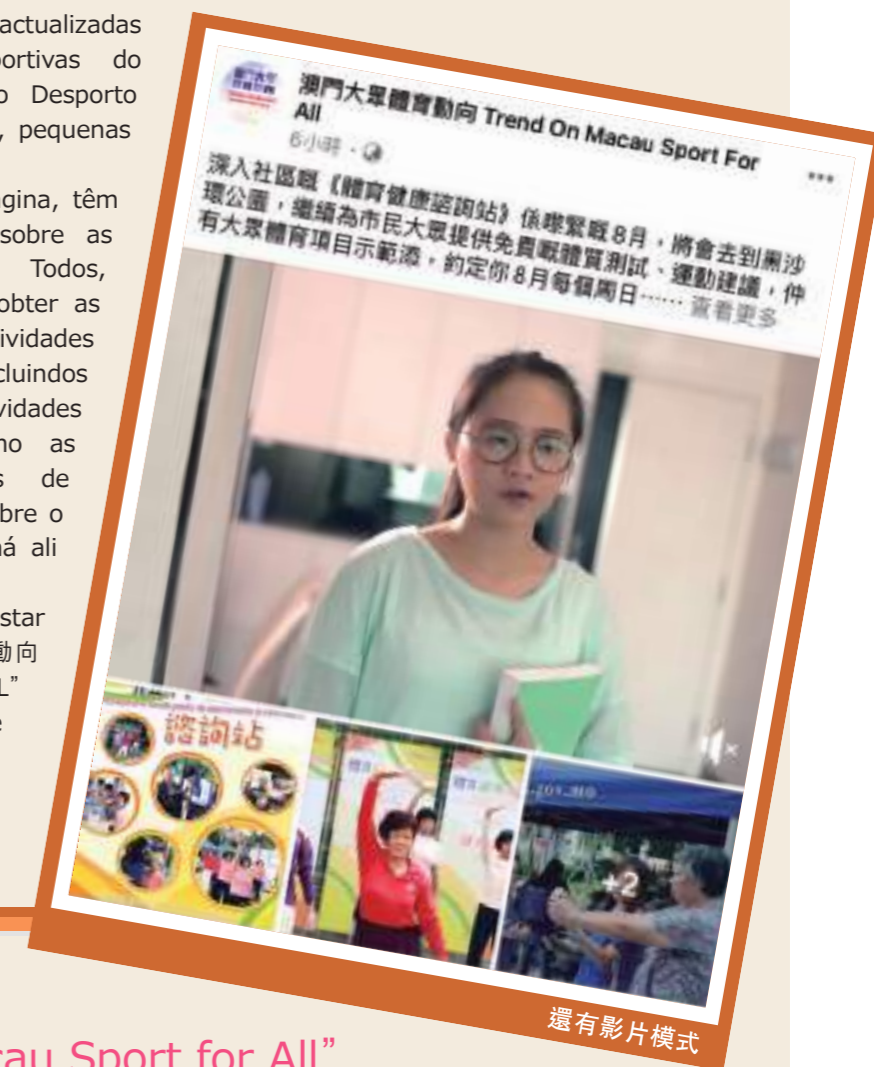 actualizadas
portivas do
o Desporto
, pequenas
gina, têm
sobre as
Todos,
obter as
ividades
cluindos
vidades
no as
s de
bre o
há ali
star
動向
L”
e
澳門大眾體育動向 Trend On Macau Sport For
All
6小時
深入社區嘅《體育健康諮詢站》係嚟緊嘅8月，將會去到黑沙
環公園，繼續為市民大眾提供免費嘅體質測試、運動建議，仲
有大眾體育項目示範添，約定你8月每個周日…… 查看更多
諮詢站
+2
還有影片模式
cau Sport for All”